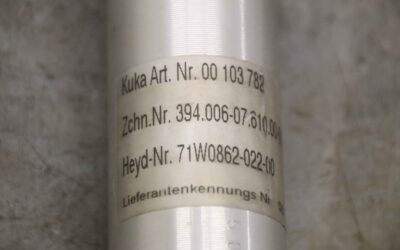 Kuka Art. Nr. 00 103 782
Zchn.Nr. 394.006-07.610.00
Heyd-Nr. 71W0862-022-00
Lieferantenkennungs Nr.